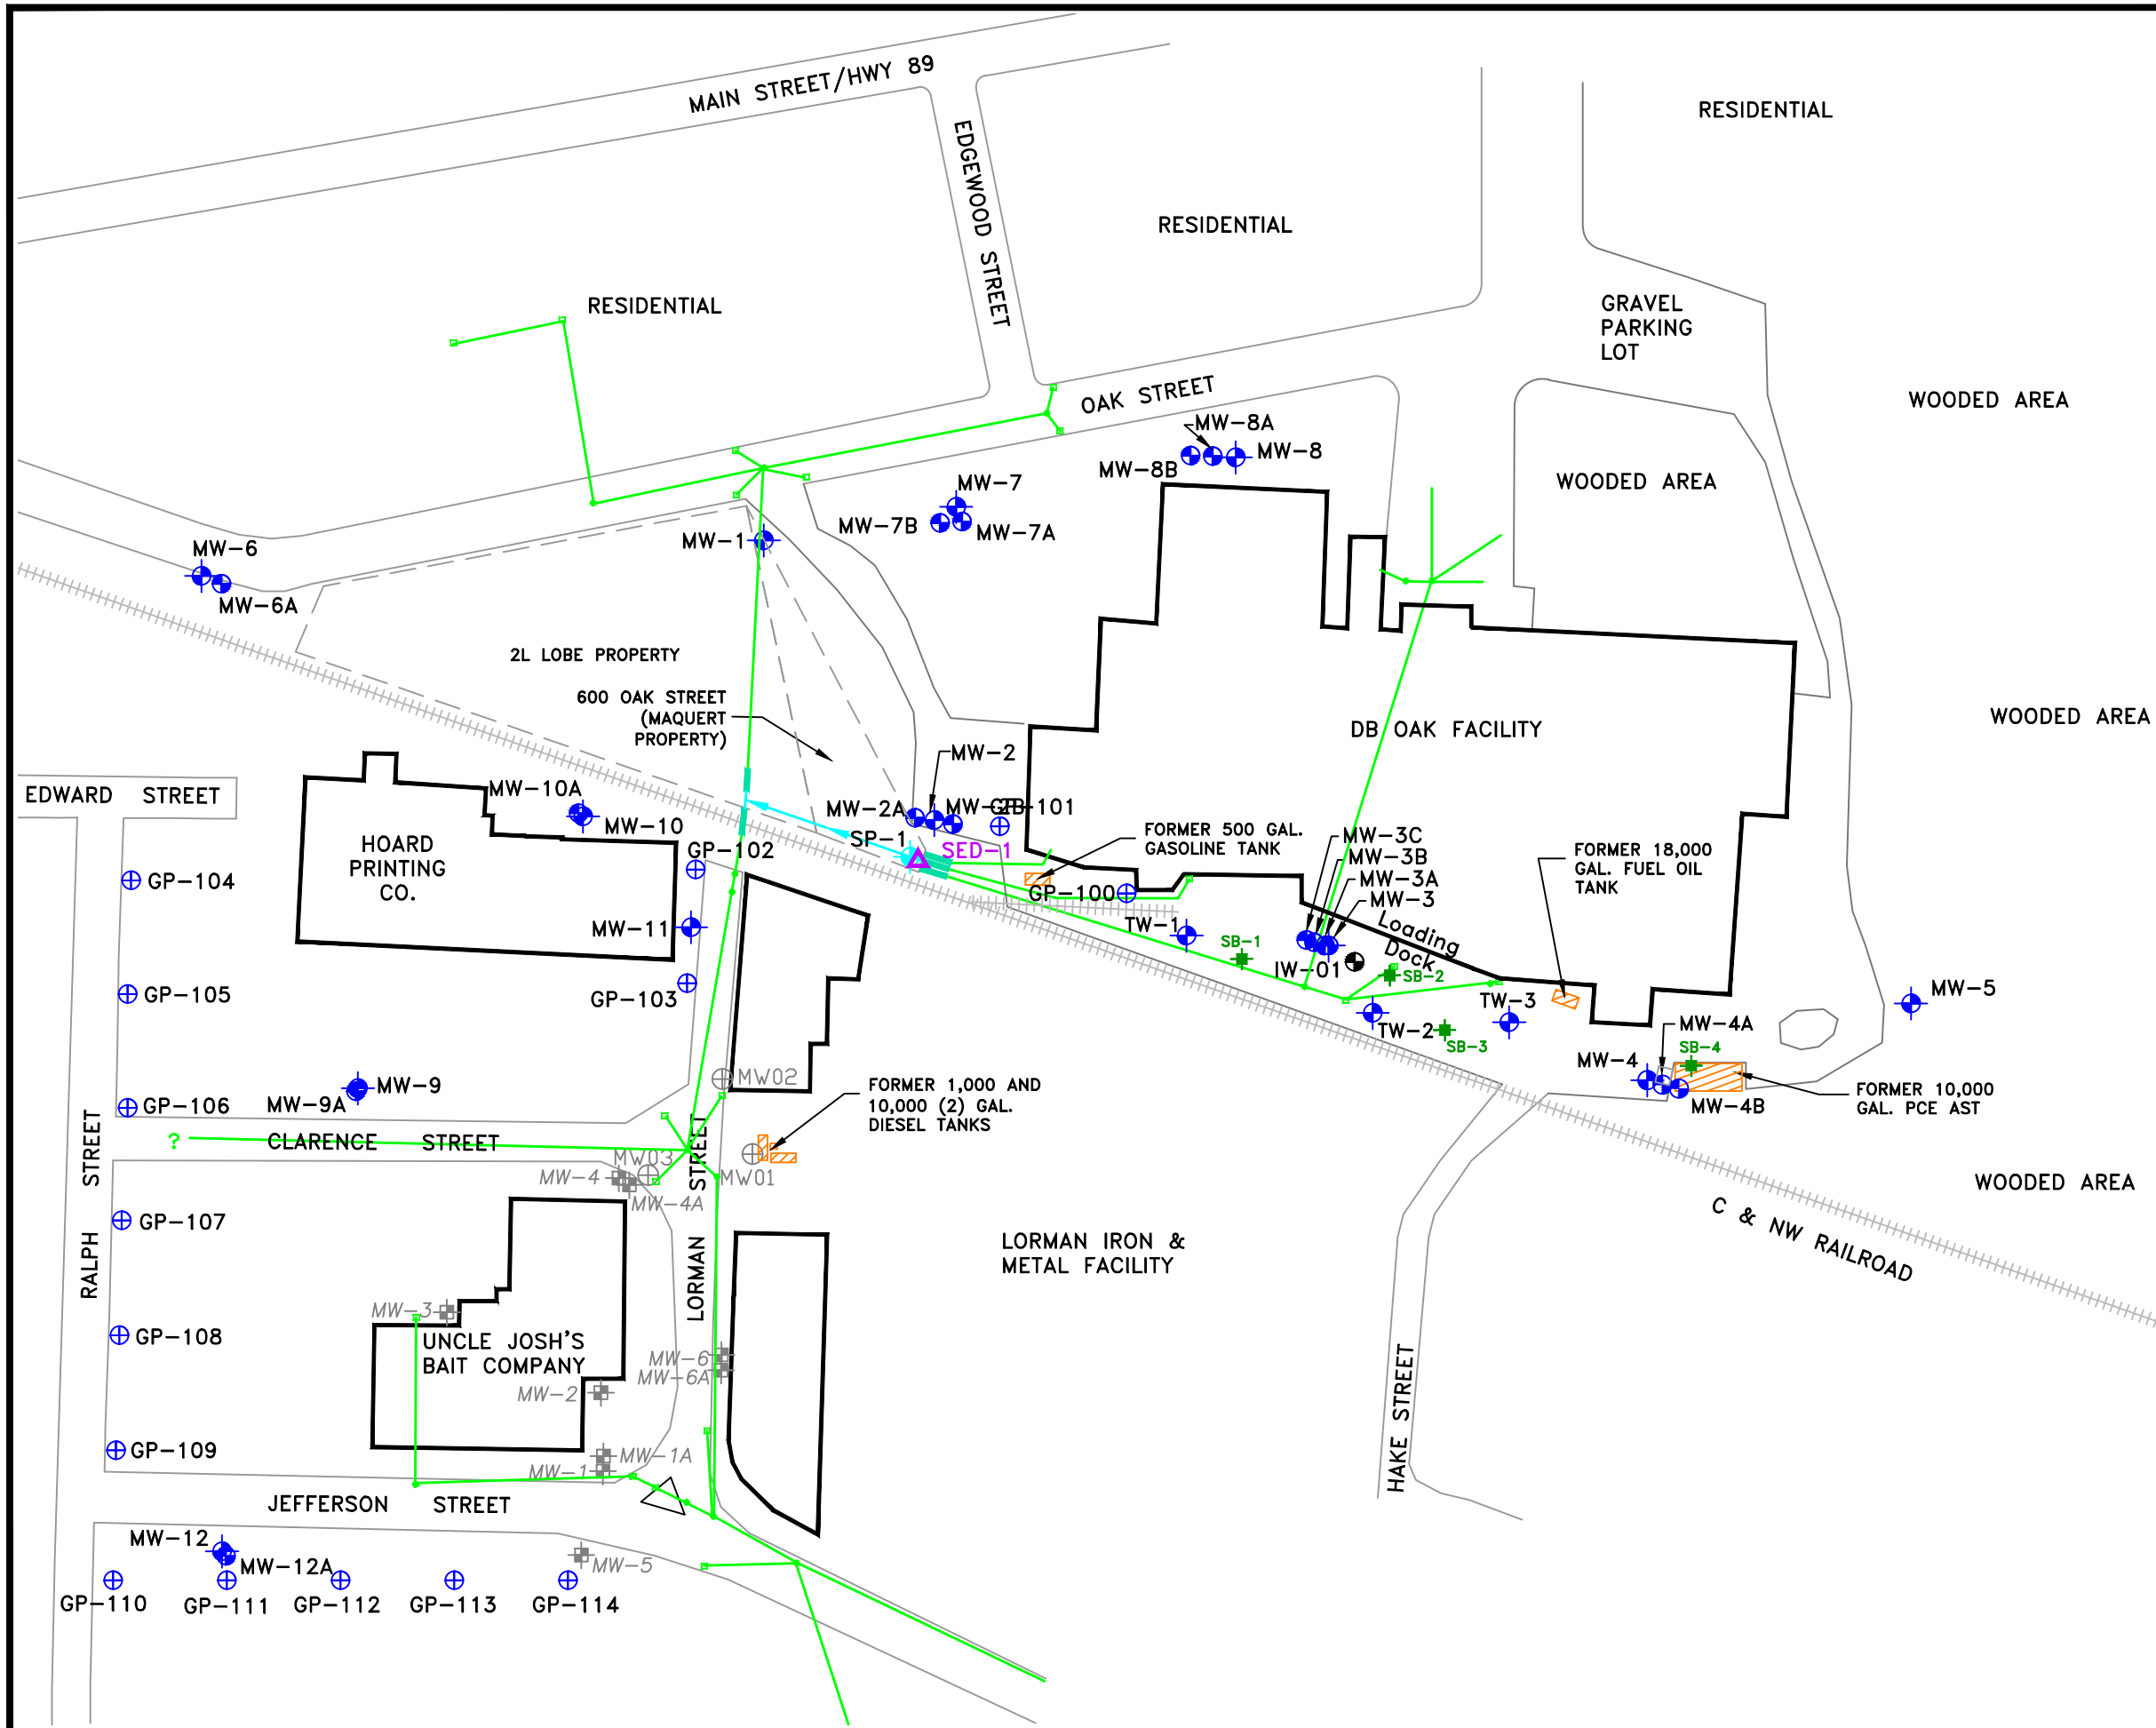 MAIN STREET/HWY 89
EDGEWOOD STREET
RESIDENTIAL
RESIDENTIAL
RESIDENTIAL
GRAVEL
PARKING
LOT
OAK STREET
WOODED AREA
WOODED AREA
MW-8A
MW-8
MW-8B
MW-7
MW-7B
MW-7A
MW-1
MW-6
MW-6A
2L LOBE PROPERTY
600 OAK STREET
(MAQUERT
PROPERTY)
DB OAK FACILITY
WOODED AREA
EDWARD STREET
MW-10A
MW-10
HOARD
PRINTING
CO.
MW-2
MW-2A
MW-2B
GP-101
SP-1
SED-1
FORMER 500 GAL.
GASOLINE TANK
MW-3C
MW-3B
MW-3A
MW-3
FORMER 18,000
GAL. FUEL OIL
TANK
GP-102
GP-100
GP-104
MW-11
TW-1
SB-1
Loading
Dock
IW-01
SB-2
GP-105
GP-103
TW-3
MW-5
TW-2
SB-3
MW-4A
MW-4
SB-4
MW-4B
FORMER 10,000
GAL. PCE AST
MW02
MW-9
MW-9A
GP-106
FORMER 1,000 AND
10,000 (2) GAL.
DIESEL TANKS
?
CLARENCE STREET
MW03
MW01
MW-4
MW-4A
RALPH STREET
LORMAN STREET
GP-107
WOODED AREA
C & NW RAILROAD
LORMAN IRON &
METAL FACILITY
MW-3
GP-108
UNCLE JOSH'S
BAIT COMPANY
MW-6
MW-6A
MW-2
HAKE STREET
GP-109
MW-1A
MW-1
JEFFERSON STREET
MW-12
MW-12A
MW-5
GP-110
GP-111
GP-112
GP-113
GP-114